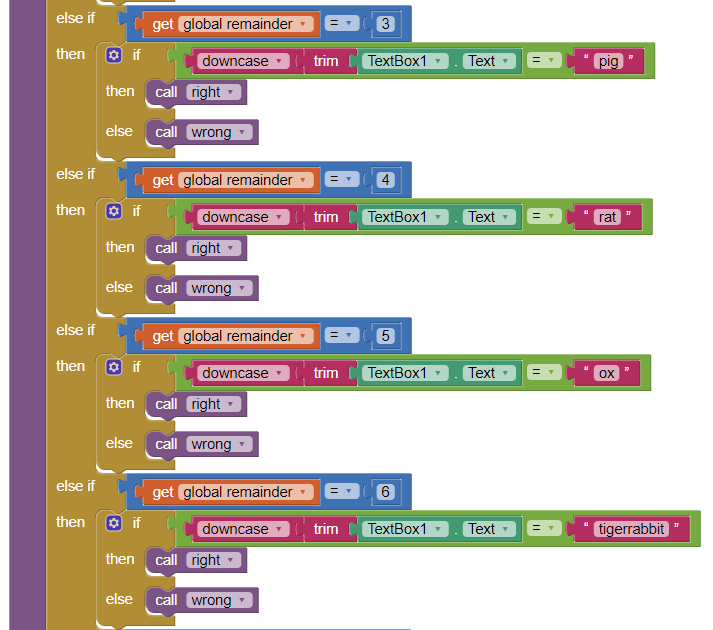 else if get global remainder = 3
then if downcase trim TextBox1 . Text = " pig "
then call right
else call wrong
else if get global remainder = 4
then if downcase trim TextBox1 . Text = " rat "
then call right
else call wrong
else if get global remainder = 5
then if downcase trim TextBox1 . Text = " ox "
then call right
else call wrong
else if get global remainder = 6
then if downcase trim TextBox1 . Text = " tigerrabbit "
then call right
else call wrong